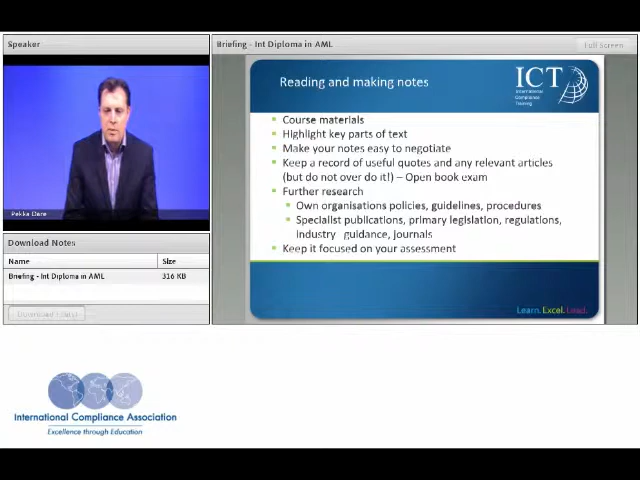 Speaker
Pekka Dare
Download Notes
Name Size
Briefing - Int Diploma in AML 316 KB
Briefing - Int Diploma in AML
Full Screen
Reading and making notes
ICT
International
Compliance
Training
Course materials
Highlight key parts of text
Make your notes easy to negotiate
Keep a record of useful quotes and any relevant articles
(but do not over do it!) – Open book exam
Further research
Own organisations policies, guidelines, procedures
Specialist publications, primary legislation, regulations,
industry guidance, journals
Keep it focused on your assessment
Learn. Excel. Lead.
International Compliance Association
Excellence through Education